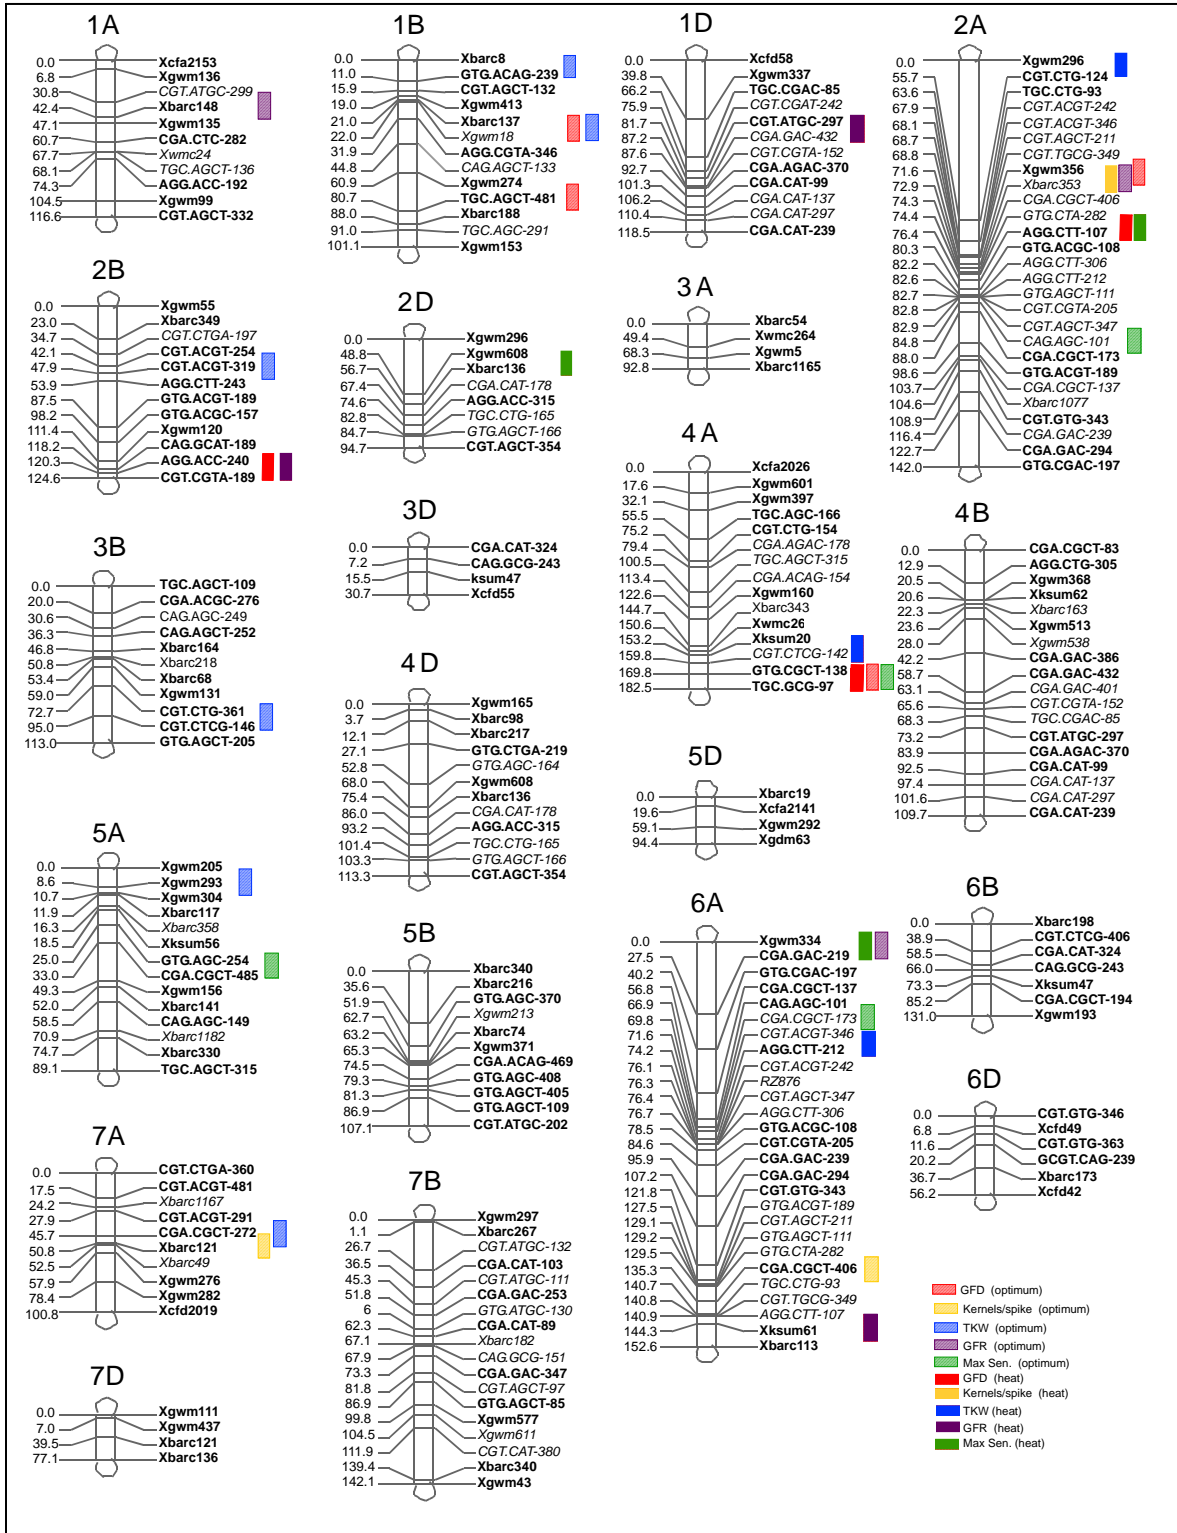 1A
0.0 Xcfa2153
6.8 Xgwm136
30.8 CGT.ATGC-299
42.4 Xbarc148
47.1 Xgwm135
60.7 CGA.CTC-282
67.7 Xwmc24
68.1 TGC.AGCT-136
74.3 AGG.ACC-192
104.5 Xgwm99
116.6 CGT.AGCT-332
1B
0.0 Xbarc8
11.0 GTG.ACAG-239
15.9 CGT.AGCT-132
19.0 Xgwm413
21.0 Xbarc137
22.0 Xgwm18
31.9 AGG.CGTA-346
44.8 CAG.AGCT-133
60.9 Xgwm274
80.7 TGC.AGCT-481
88.0 Xbarc188
91.0 TGC.AGC-291
101.1 Xgwm153
1D
0.0 Xcfd58
39.8 Xgwm337
66.2 TGC.CGAC-85
75.9 CGT.CGAT-242
81.7 CGT.ATGC-297
87.2 CGA.GAC-432
87.6 CGT.CGTA-152
92.7 CGA.AGAC-370
101.3 CGA.CAT-99
106.2 CGA.CAT-137
110.4 CGA.CAT-297
118.5 CGA.CAT-239
2A
0.0 Xgwm296
55.7 CGT.CTG-124
63.6 TGC.CTG-93
67.9 CGT.ACGT-242
68.1 CGT.ACGT-346
68.7 CGT.AGCT-211
68.8 CGT.TGCG-349
71.6 Xgwm356
72.9 Xbarc353
74.3 CGA.CGCT-406
74.4 GTG.CTA-282
76.4 AGG.CTT-107
80.3 GTG.ACGC-108
82.2 AGG.CTT-306
82.6 AGG.CTT-212
82.7 GTG.AGCT-111
82.8 CGT.CGTA-205
82.9 CGT.AGCT-347
84.8 CAG.AGC-101
88.0 CGA.CGCT-173
98.6 GTG.ACGT-189
103.7 CGA.CGCT-137
104.6 Xbarc1077
108.9 CGT.GTG-343
116.4 CGA.GAC-239
122.7 CGA.GAC-294
142.0 GTG.CGAC-197
2B
0.0 Xgwm55
23.0 Xbarc349
34.7 CGT.CTGA-197
42.1 CGT.ACGT-254
47.9 CGT.ACGT-319
53.9 AGG.CTT-243
87.5 GTG.ACGT-189
98.2 GTG.ACGC-157
111.4 Xgwm120
118.2 CAG.GCAT-189
120.3 AGG.ACC-240
124.6 CGT.CGTA-189
2D
0.0 Xgwm296
48.8 Xgwm608
56.7 Xbarc136
67.4 CGA.CAT-178
74.6 AGG.ACC-315
82.8 TGC.CTG-165
84.7 GTG.AGCT-166
94.7 CGT.AGCT-354
3A
0.0 Xbarc54
49.4 Xwmc264
68.3 Xgwm5
92.8 Xbarc1165
3B
0.0 TGC.AGCT-109
20.0 CGA.ACGC-276
30.6 CAG.AGC-249
36.3 CAG.AGCT-252
46.8 Xbarc164
50.8 Xbarc218
53.4 Xbarc68
59.0 Xgwm131
72.7 CGT.CTG-361
95.0 CGT.CTCG-146
113.0 GTG.AGCT-205
3D
0.0 CGA.CAT-324
7.2 CAG.GCG-243
15.5 ksum47
30.7 Xcfd55
4A
0.0 Xcfa2026
17.6 Xgwm601
32.1 Xgwm397
55.5 TGC.AGC-166
75.2 CGT.CTG-154
79.4 CGA.AGAC-178
100.5 TGC.AGCT-315
113.4 CGA.ACAG-154
122.6 Xgwm160
144.7 Xbarc343
150.6 Xwmc26
153.2 Xksum20
159.8 CGT.CTCG-142
169.8 GTG.CGCT-138
182.5 TGC.GCG-97
4B
0.0 CGA.CGCT-83
12.9 AGG.CTG-305
20.5 Xgwm368
20.6 Xksum62
22.3 Xbarc163
23.6 Xgwm513
28.0 Xgwm538
42.2 CGA.GAC-386
58.7 CGA.GAC-432
63.1 CGA.GAC-401
65.6 CGT.CGTA-152
68.3 TGC.CGAC-85
73.2 CGT.ATGC-297
83.9 CGA.AGAC-370
92.5 CGA.CAT-99
97.4 CGA.CAT-137
101.6 CGA.CAT-297
109.7 CGA.CAT-239
4D
0.0 Xgwm165
3.7 Xbarc98
12.1 Xbarc217
27.1 GTG.CTGA-219
52.8 GTG.AGC-164
68.0 Xgwm608
75.4 Xbarc136
86.0 CGA.CAT-178
93.2 AGG.ACC-315
101.4 TGC.CTG-165
103.3 GTG.AGCT-166
113.3 CGT.AGCT-354
5D
0.0 Xbarc19
19.6 Xcfa2141
59.1 Xgwm292
94.4 Xgdm63
5A
0.0 Xgwm205
8.6 Xgwm293
10.7 Xgwm304
11.9 Xbarc117
16.3 Xbarc358
18.5 Xksum56
25.0 GTG.AGC-254
33.0 CGA.CGCT-485
49.3 Xgwm156
52.0 Xbarc141
58.5 CAG.AGC-149
70.9 Xbarc1182
74.7 Xbarc330
89.1 TGC.AGCT-315
5B
0.0 Xbarc340
35.6 Xbarc216
51.9 GTG.AGC-370
62.7 Xgwm213
63.2 Xbarc74
65.3 Xgwm371
74.5 CGA.ACAG-469
79.3 GTG.AGC-408
81.3 GTG.AGCT-405
86.9 GTG.AGCT-109
107.1 CGT.ATGC-202
6A
0.0 Xgwm334
27.5 CGA.GAC-219
40.2 GTG.CGAC-197
56.8 CGA.CGCT-137
66.9 CAG.AGC-101
69.8 CGA.CGCT-173
71.6 CGT.ACGT-346
74.2 AGG.CTT-212
76.1 CGT.ACGT-242
76.3 RZ876
76.4 CGT.AGCT-347
76.7 AGG.CTT-306
78.5 GTG.ACGC-108
84.6 CGT.CGTA-205
95.9 CGA.GAC-239
107.2 CGA.GAC-294
121.8 CGT.GTG-343
127.5 GTG.ACGT-189
129.1 CGT.AGCT-211
129.2 GTG.AGCT-111
129.5 GTG.CTA-282
135.3 CGA.CGCT-406
140.7 TGC.CTG-93
140.8 CGT.TGCG-349
140.9 AGG.CTT-107
144.3 Xksum61
152.6 Xbarc113
6B
0.0 Xbarc198
38.9 CGT.CTCG-406
58.5 CGA.CAT-324
66.0 CAG.GCG-243
73.3 Xksum47
85.2 CGA.CGCT-194
131.0 Xgwm193
6D
0.0 CGT.GTG-346
6.8 Xcfd49
11.6 CGT.GTG-363
20.2 GCGT.CAG-239
36.7 Xbarc173
56.2 Xcfd42
7A
0.0 CGT.CTGA-360
17.5 CGT.ACGT-481
24.2 Xbarc1167
27.9 CGT.ACGT-291
45.7 CGA.CGCT-272
50.8 Xbarc121
52.5 Xbarc49
57.9 Xgwm276
78.4 Xgwm282
100.8 Xcfd2019
7B
0.0 Xgwm297
1.1 Xbarc267
26.7 CGT.ATGC-132
36.5 CGA.CAT-103
45.3 CGT.ATGC-111
51.8 CGA.GAC-253
6 GTG.ATGC-130
62.3 CGA.CAT-89
67.1 Xbarc182
67.9 CAG.GCG-151
73.3 CGA.GAC-347
81.8 CGT.AGCT-97
86.9 GTG.AGCT-85
99.8 Xgwm577
104.5 Xgwm611
111.9 CGT.CAT-380
139.4 Xbarc340
142.1 Xgwm43
7D
0.0 Xgwm111
7.0 Xgwm437
39.5 Xbarc121
77.1 Xbarc136
GFD (optimum)
Kernels/spike (optimum)
TKW (optimum)
GFR (optimum)
Max Sen. (optimum)
GFD (heat)
Kernels/spike (heat)
TKW (heat)
GFR (heat)
Max Sen. (heat)